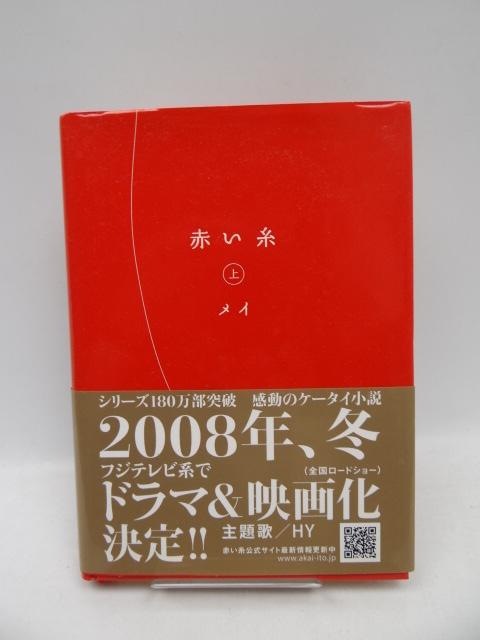 赤い糸
上
メイ
シリーズ180万部突破 感動のケータイ小説
2008年、冬
フジテレビ系で (全国ロードショー)
ドラマ&映画化
決定!! 主題歌/HY
赤い糸公式サイト最新情報更新中
www.akai-ito.jp